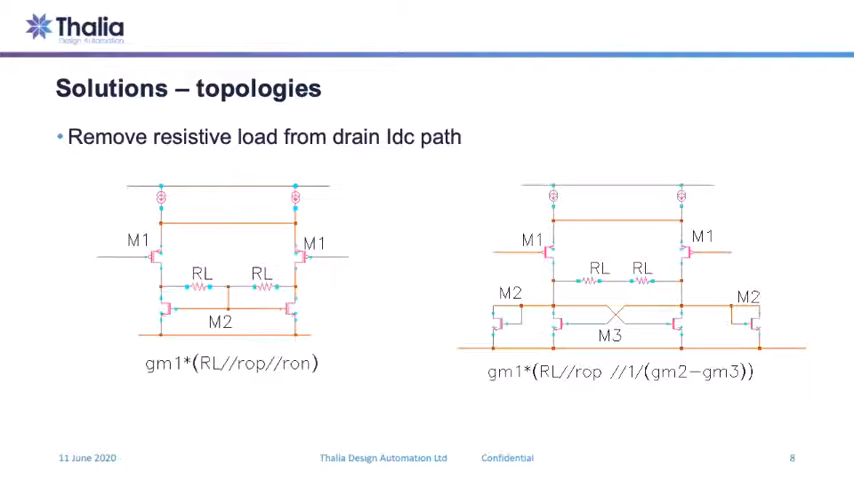 Thalia
Design Automation
Solutions – topologies
• Remove resistive load from drain Idc path
M1
M1
RL
RL
M2
gm1*(RL//rop//ron)
M1
M1
RL
RL
M2
M2
M3
gm1*(RL//rop //1/(gm2-gm3))
11 June 2020
Thalia Design Automation Ltd
Confidential
8